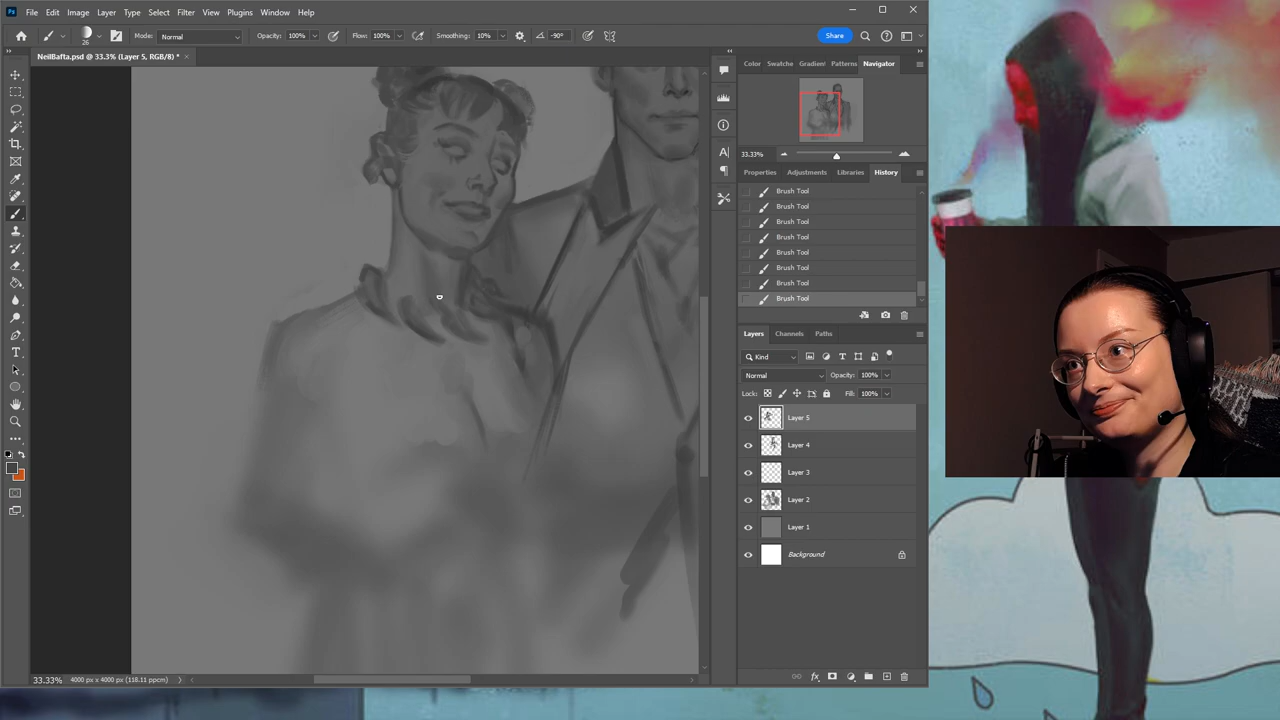 Ps File Edit Image Layer Type Select Filter View Plugins Window Help
26 Mode: Normal Opacity: 100% Flow: 100% Smoothing: 10% -90° Share
NeilBafta.psd @ 33.3% (Layer 5, RGB/8) * ×
Color Swatche Gradien Patterns Navigator
33.33%
Properties Adjustments Libraries History
Brush Tool
Brush Tool
Brush Tool
Brush Tool
Brush Tool
Brush Tool
Brush Tool
Brush Tool
Layers Channels Paths
Kind
Normal Opacity: 100%
Lock: Fill: 100%
Layer 5
Layer 4
Layer 3
Layer 2
Layer 1
Background
33.33% 4000 px x 4000 px (118.11 ppcm)